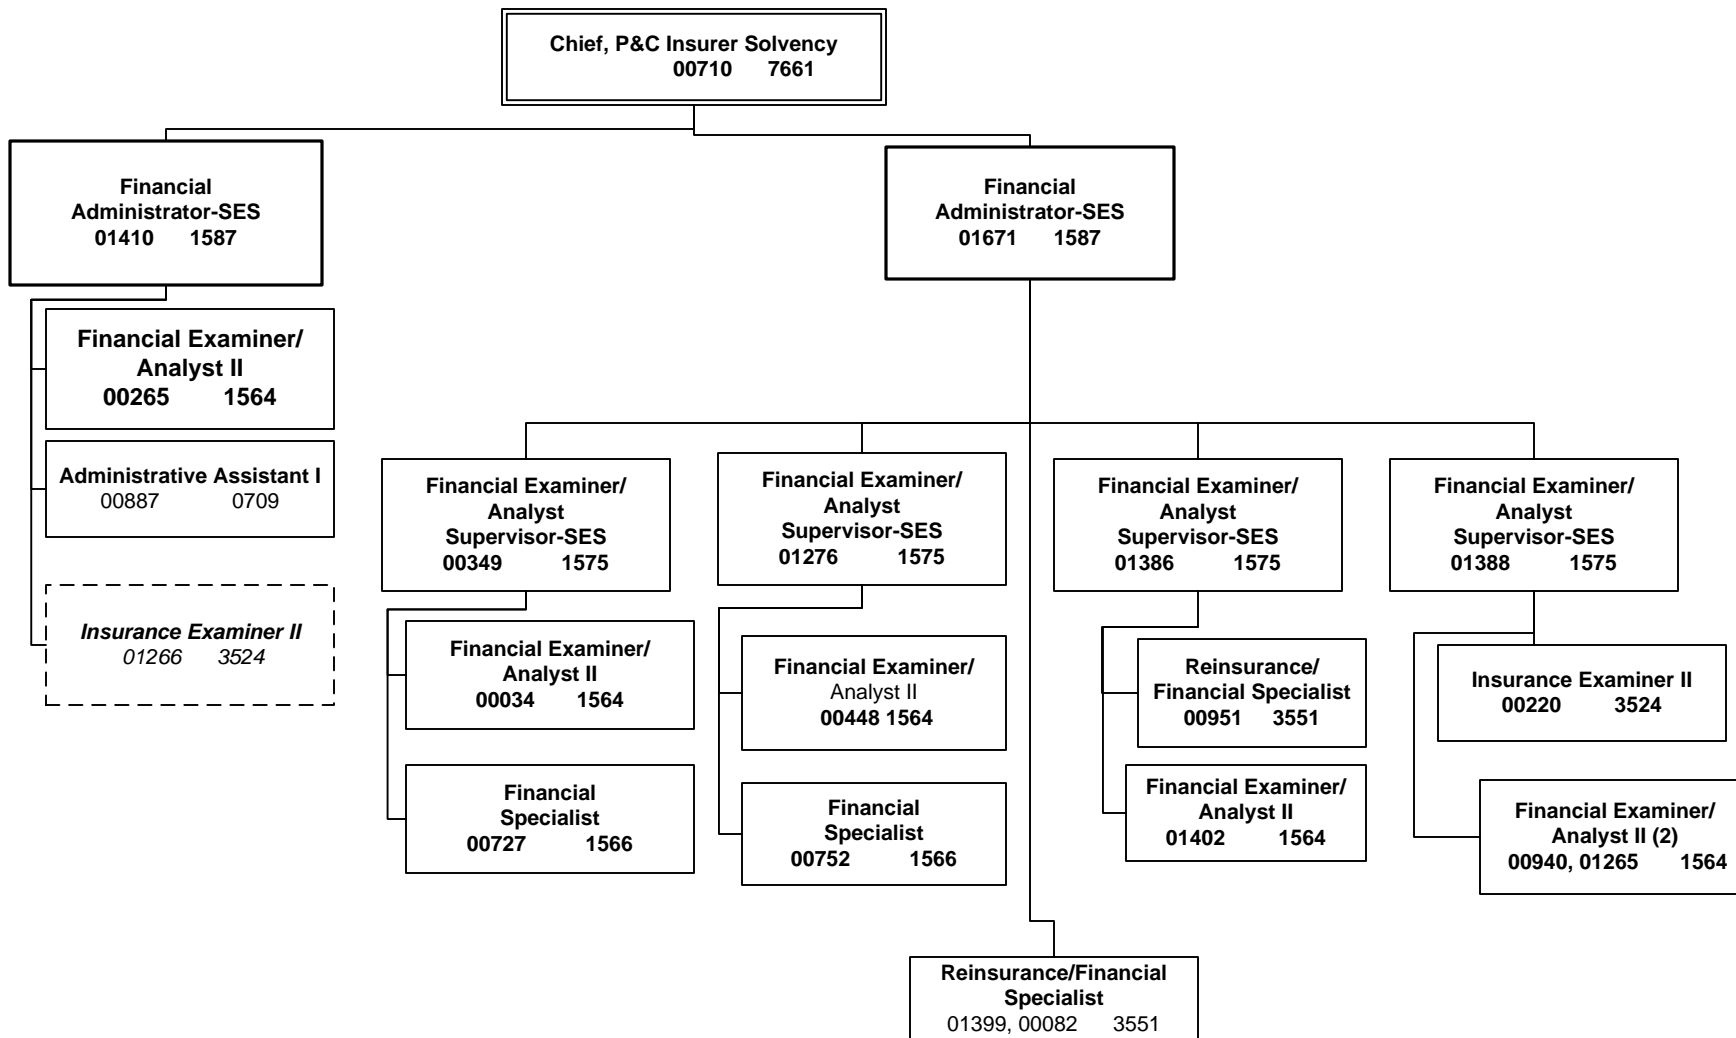 Chief, P&C Insurer Solvency
00710 7661
Financial
Administrator-SES
01410 1587
Financial
Administrator-SES
01671 1587
Financial Examiner/
Analyst II
00265 1564
Administrative Assistant I
00887 0709
Insurance Examiner II
01266 3524
Financial Examiner/
Analyst
Supervisor-SES
00349 1575
Financial Examiner/
Analyst II
00034 1564
Financial
Specialist
00727 1566
Financial Examiner/
Analyst
Supervisor-SES
01276 1575
Financial Examiner/
Analyst II
00448 1564
Financial
Specialist
00752 1566
Financial Examiner/
Analyst
Supervisor-SES
01386 1575
Reinsurance/
Financial Specialist
00951 3551
Financial Examiner/
Analyst II
01402 1564
Financial Examiner/
Analyst
Supervisor-SES
01388 1575
Insurance Examiner II
00220 3524
Financial Examiner/
Analyst II (2)
00940, 01265 1564
Reinsurance/Financial
Specialist
01399, 00082 3551